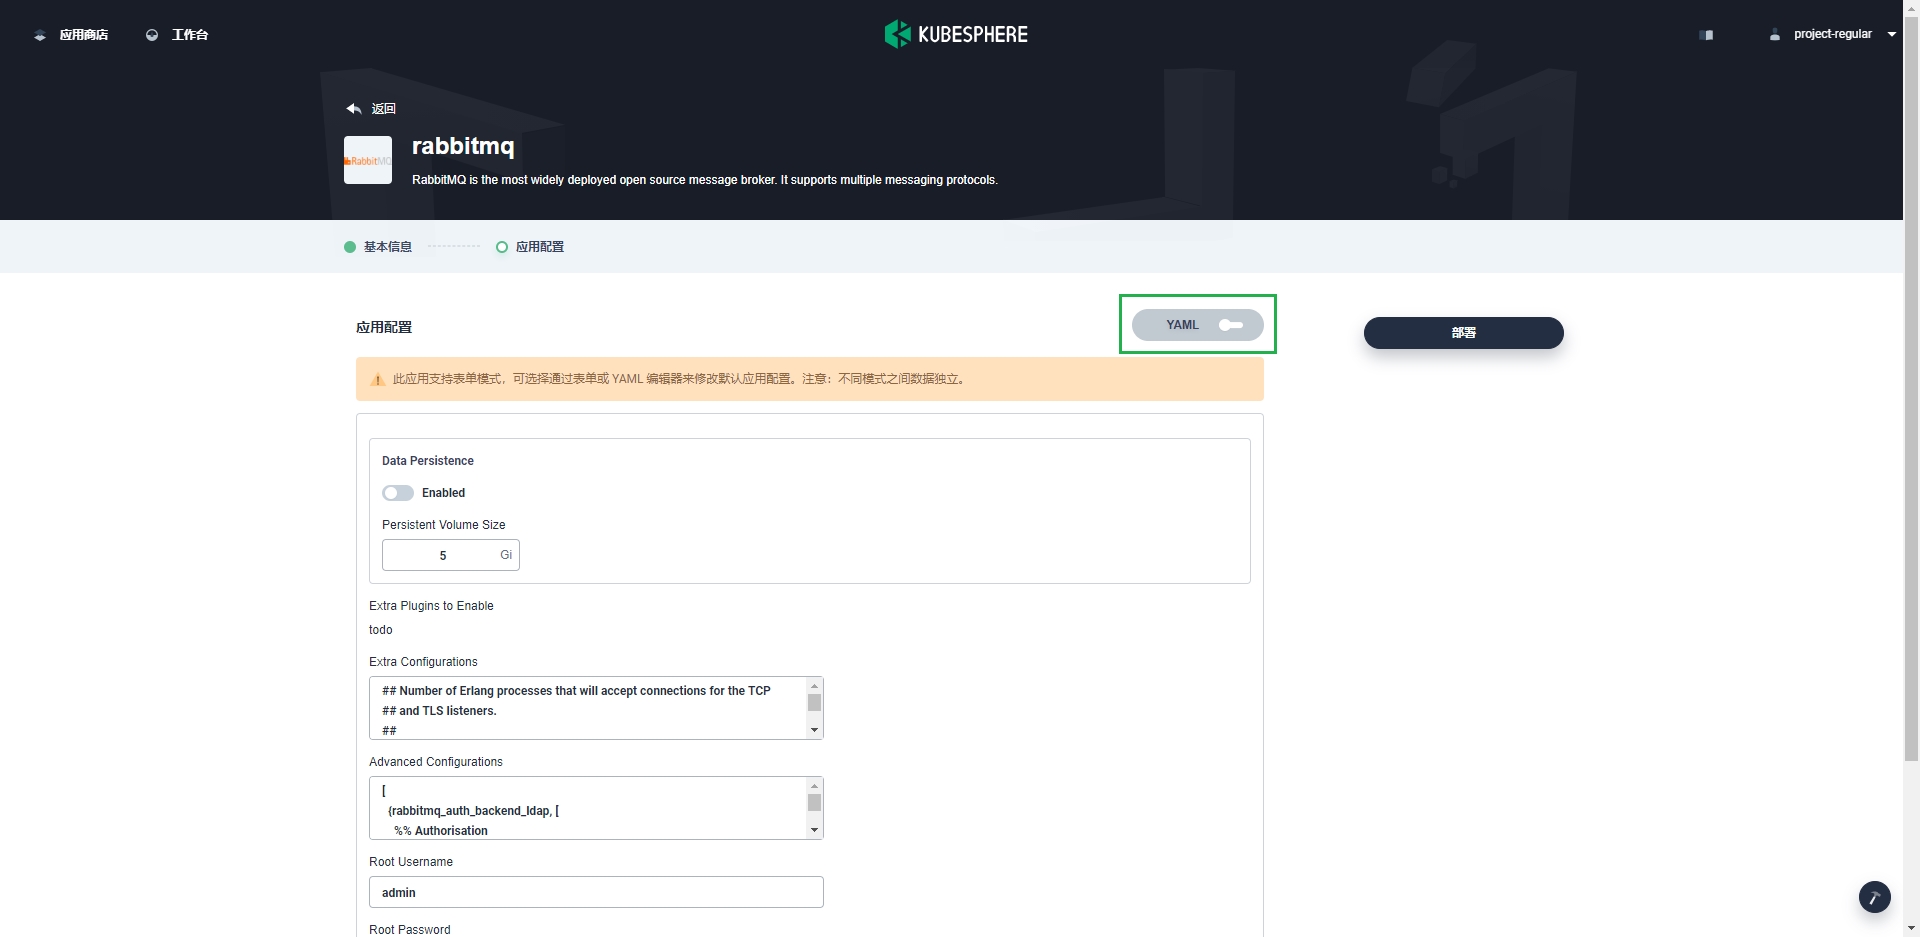 应用商店
工作台
KUBESPHERE
project-regular
返回
RabbitMQ
rabbitmq
RabbitMQ is the most widely deployed open source message broker. It supports multiple messaging protocols.
基本信息
应用配置
应用配置
YAML
部署
此应用支持表单模式，可选择通过表单或 YAML 编辑器来修改默认应用配置。注意：不同模式之间数据独立。
Data Persistence
Enabled
Persistent Volume Size
5 Gi
Extra Plugins to Enable
todo
Extra Configurations
## Number of Erlang processes that will accept connections for the TCP
## and TLS listeners.
##
Advanced Configurations
[
{rabbitmq_auth_backend_ldap, [
%% Authorisation
Root Username
admin
Root Password